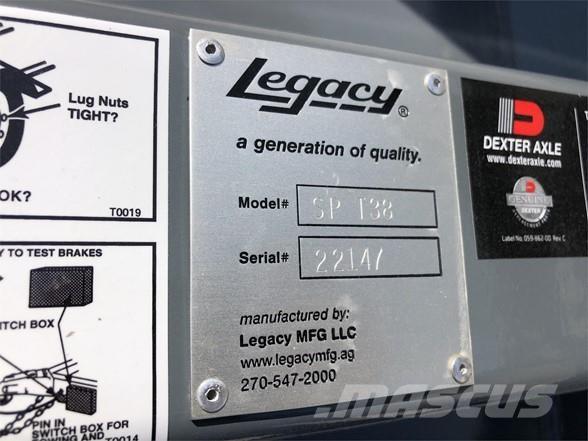 Lug Nuts
TIGHT?
OK?
T0019
Y TO TEST BRAKES
ITCH BOX
PIN IN
SWITCH BOX FOR
T0014
Legacy®
a generation of quality.
Model# SP T38
Serial# 22147
manufactured by:
Legacy MFG LLC
www.legacymfg.ag
270-547-2000
DEXTER AXLE
www.dexteraxle.com
GENUINE
DEXTER
Label No. 059-862-00 Rev. C
MASCUS